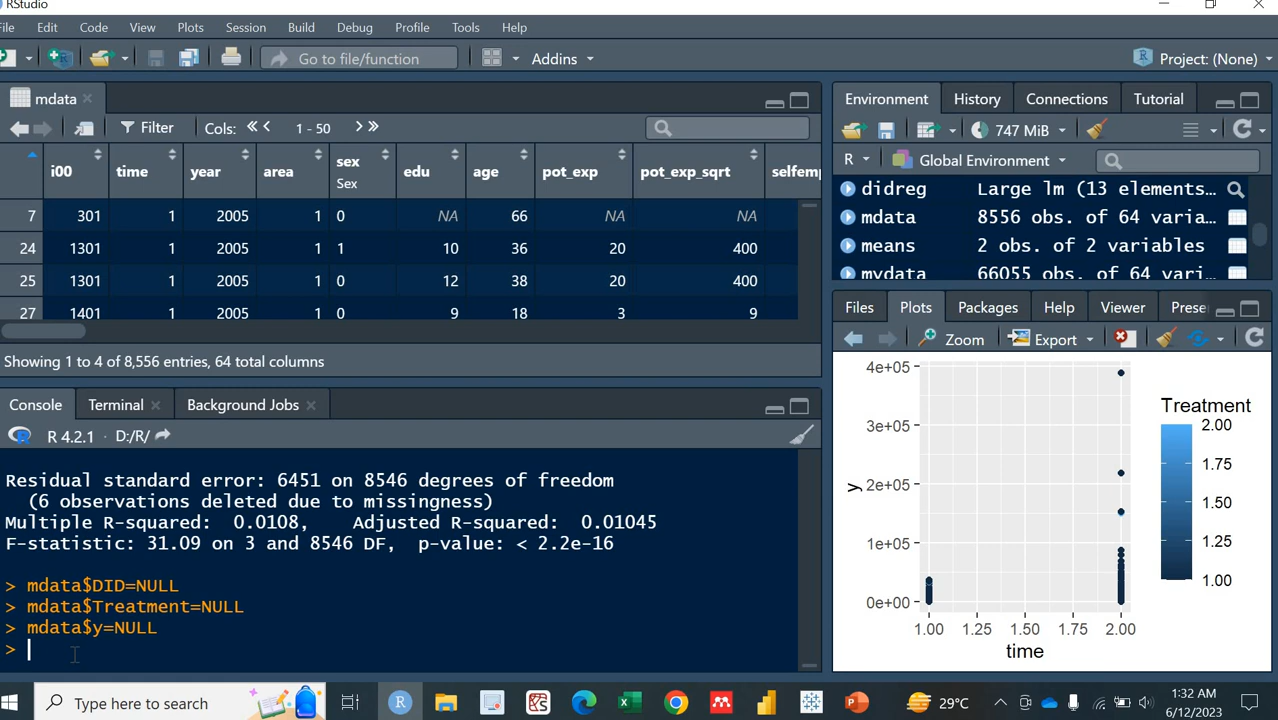 RStudio
File Edit Code View Plots Session Build Debug Profile Tools Help
Go to file/function Addins Project: (None)
mdata
Filter Cols: 1 - 50
i00 time year area sex edu age pot_exp pot_exp_sqrt selfemp
Sex
7 301 1 2005 1 0 NA 66 NA NA
24 1301 1 2005 1 1 10 36 20 400
25 1301 1 2005 1 0 12 38 20 400
27 1401 1 2005 1 0 9 18 3 9
Showing 1 to 4 of 8,556 entries, 64 total columns
Console Terminal Background Jobs
R 4.2.1 · D:/R/
Residual standard error: 6451 on 8546 degrees of freedom
(6 observations deleted due to missingness)
Multiple R-squared: 0.0108, Adjusted R-squared: 0.01045
F-statistic: 31.09 on 3 and 8546 DF, p-value: < 2.2e-16
> mdata$DID=NULL
> mdata$Treatment=NULL
> mdata$y=NULL
>
Environment History Connections Tutorial
747 MiB
R Global Environment
didreg Large lm (13 elements...
mdata 8556 obs. of 64 varia...
means 2 obs. of 2 variables
mydata 66055 obs. of 64 vari...
Files Plots Packages Help Viewer Prese
Zoom Export
4e+05
3e+05
2e+05
1e+05
0e+00
y
1.00 1.25 1.50 1.75 2.00
time
Treatment
2.00
1.75
1.50
1.25
1.00
Type here to search
29°C
1:32 AM
6/12/2023